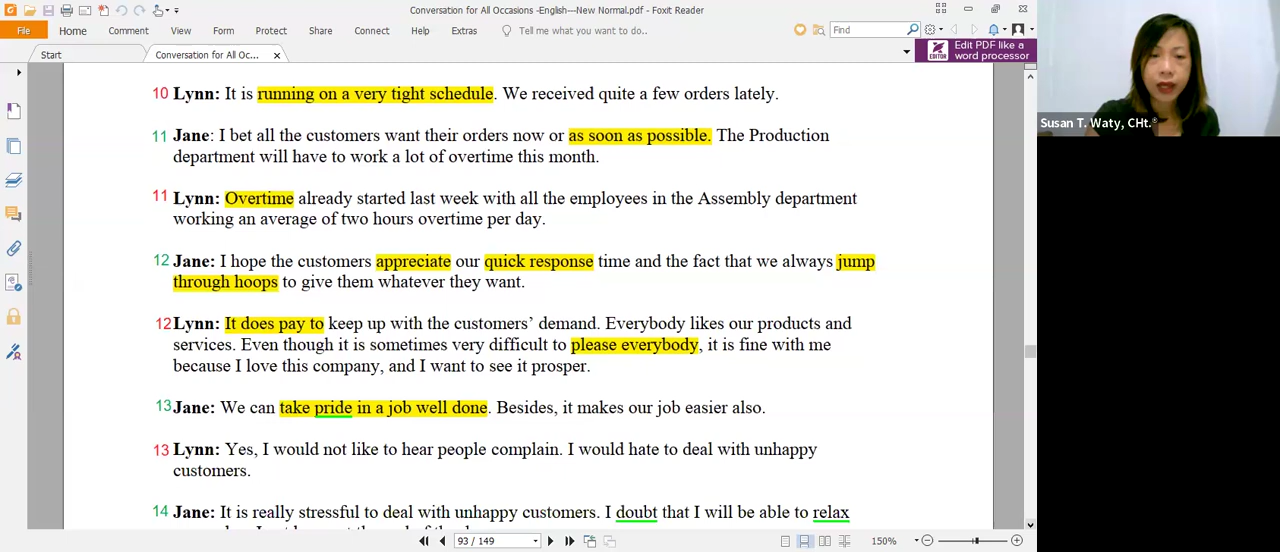 Conversation for All Occasions -English---New Normal.pdf - Foxit Reader
File Home Comment View Form Protect Share Connect Help Extras Tell me what you want to do.. Find
Start Conversation for All Occ... Edit PDF like a
EDITOR word processor
10 Lynn: It is running on a very tight schedule. We received quite a few orders lately.
11 Jane: I bet all the customers want their orders now or as soon as possible. The Production
department will have to work a lot of overtime this month.
11 Lynn: Overtime already started last week with all the employees in the Assembly department
working an average of two hours overtime per day.
12 Jane: I hope the customers appreciate our quick response time and the fact that we always jump
through hoops to give them whatever they want.
12 Lynn: It does pay to keep up with the customers’ demand. Everybody likes our products and
services. Even though it is sometimes very difficult to please everybody, it is fine with me
because I love this company, and I want to see it prosper.
13 Jane: We can take pride in a job well done. Besides, it makes our job easier also.
13 Lynn: Yes, I would not like to hear people complain. I would hate to deal with unhappy
customers.
14 Jane: It is really stressful to deal with unhappy customers. I doubt that I will be able to relax
93 / 149 150%
Susan T. Waty, CHt.®